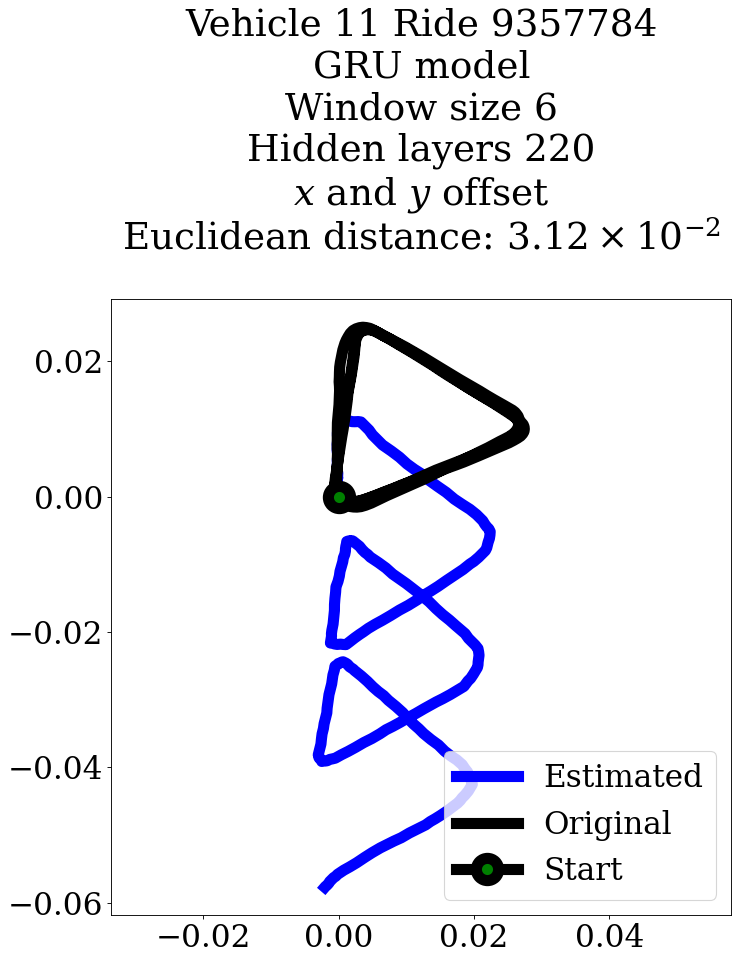 Vehicle 11 Ride 9357784
GRU model
Window size 6
Hidden layers 220
x and y offset
Euclidean distance: 3.12 × 10⁻²
0.02
0.00
−0.02
−0.04
−0.06
−0.02 0.00 0.02 0.04
Estimated
Original
Start